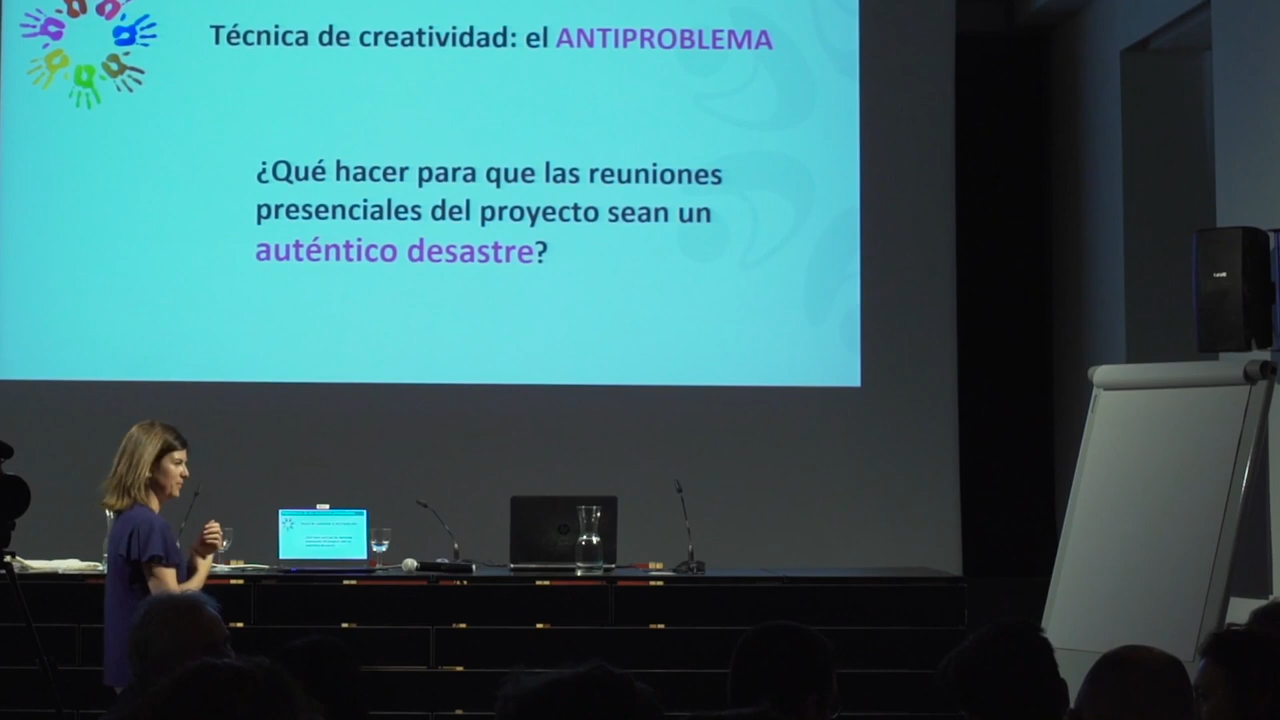 Técnica de creatividad: el ANTIPROBLEMA
¿Qué hacer para que las reuniones
presenciales del proyecto sean un
auténtico desastre?